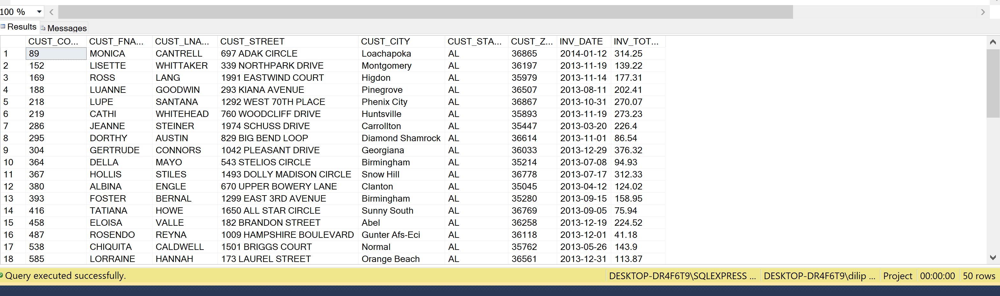 100 %
Results Messages
CUST_CO... CUST_FNA... CUST_LNA... CUST_STREET CUST_CITY CUST_STA... CUST_Z... INV_DATE INV_TOT...
1 89 MONICA CANTRELL 697 ADAK CIRCLE Loachapoka AL 36865 2014-01-12 314.25
2 152 LISETTE WHITTAKER 339 NORTHPARK DRIVE Montgomery AL 36197 2013-11-19 139.22
3 169 ROSS LANG 1991 EASTWIND COURT Higdon AL 35979 2013-11-14 177.31
4 188 LUANNE GOODWIN 293 KIANA AVENUE Pinegrove AL 36507 2013-08-11 202.41
5 218 LUPE SANTANA 1292 WEST 70TH PLACE Phenix City AL 36867 2013-10-31 270.07
6 219 CATHI WHITEHEAD 760 WOODCLIFF DRIVE Huntsville AL 35893 2013-11-19 273.23
7 286 JEANNE STEINER 1974 SCHUSS DRIVE Carrollton AL 35447 2013-03-20 226.4
8 295 DORTHY AUSTIN 829 BIG BEND LOOP Diamond Shamrock AL 36614 2013-11-01 86.54
9 304 GERTRUDE CONNORS 1042 PLEASANT DRIVE Georgiana AL 36033 2013-12-29 376.32
10 364 DELLA MAYO 543 STELIOS CIRCLE Birmingham AL 35214 2013-07-08 94.93
11 367 HOLLIS STILES 1493 DOLLY MADISON CIRCLE Snow Hill AL 36778 2013-07-17 312.33
12 380 ALBINA ENGLE 670 UPPER BOWERY LANE Clanton AL 35045 2013-04-12 124.02
13 393 FOSTER BERNAL 1299 EAST 3RD AVENUE Birmingham AL 35280 2013-09-15 158.95
14 416 TATIANA HOWE 1650 ALL STAR CIRCLE Sunny South AL 36769 2013-09-05 75.94
15 458 ELOISA VALLE 182 BRANDON STREET Abel AL 36258 2013-12-19 224.52
16 487 ROSENDO REYNA 1009 HAMPSHIRE BOULEVARD Gunter Afs-Eci AL 36118 2013-12-01 41.18
17 538 CHIQUITA CALDWELL 1501 BRIGGS COURT Normal AL 35762 2013-05-26 143.9
18 585 LORRAINE HANNAH 173 LAUREL STREET Orange Beach AL 36561 2013-12-31 113.87
Query executed successfully. DESKTOP-DR4F6T9\SQLEXPRESS ... DESKTOP-DR4F6T9\dilip ... Project 00:00:00 50 rows